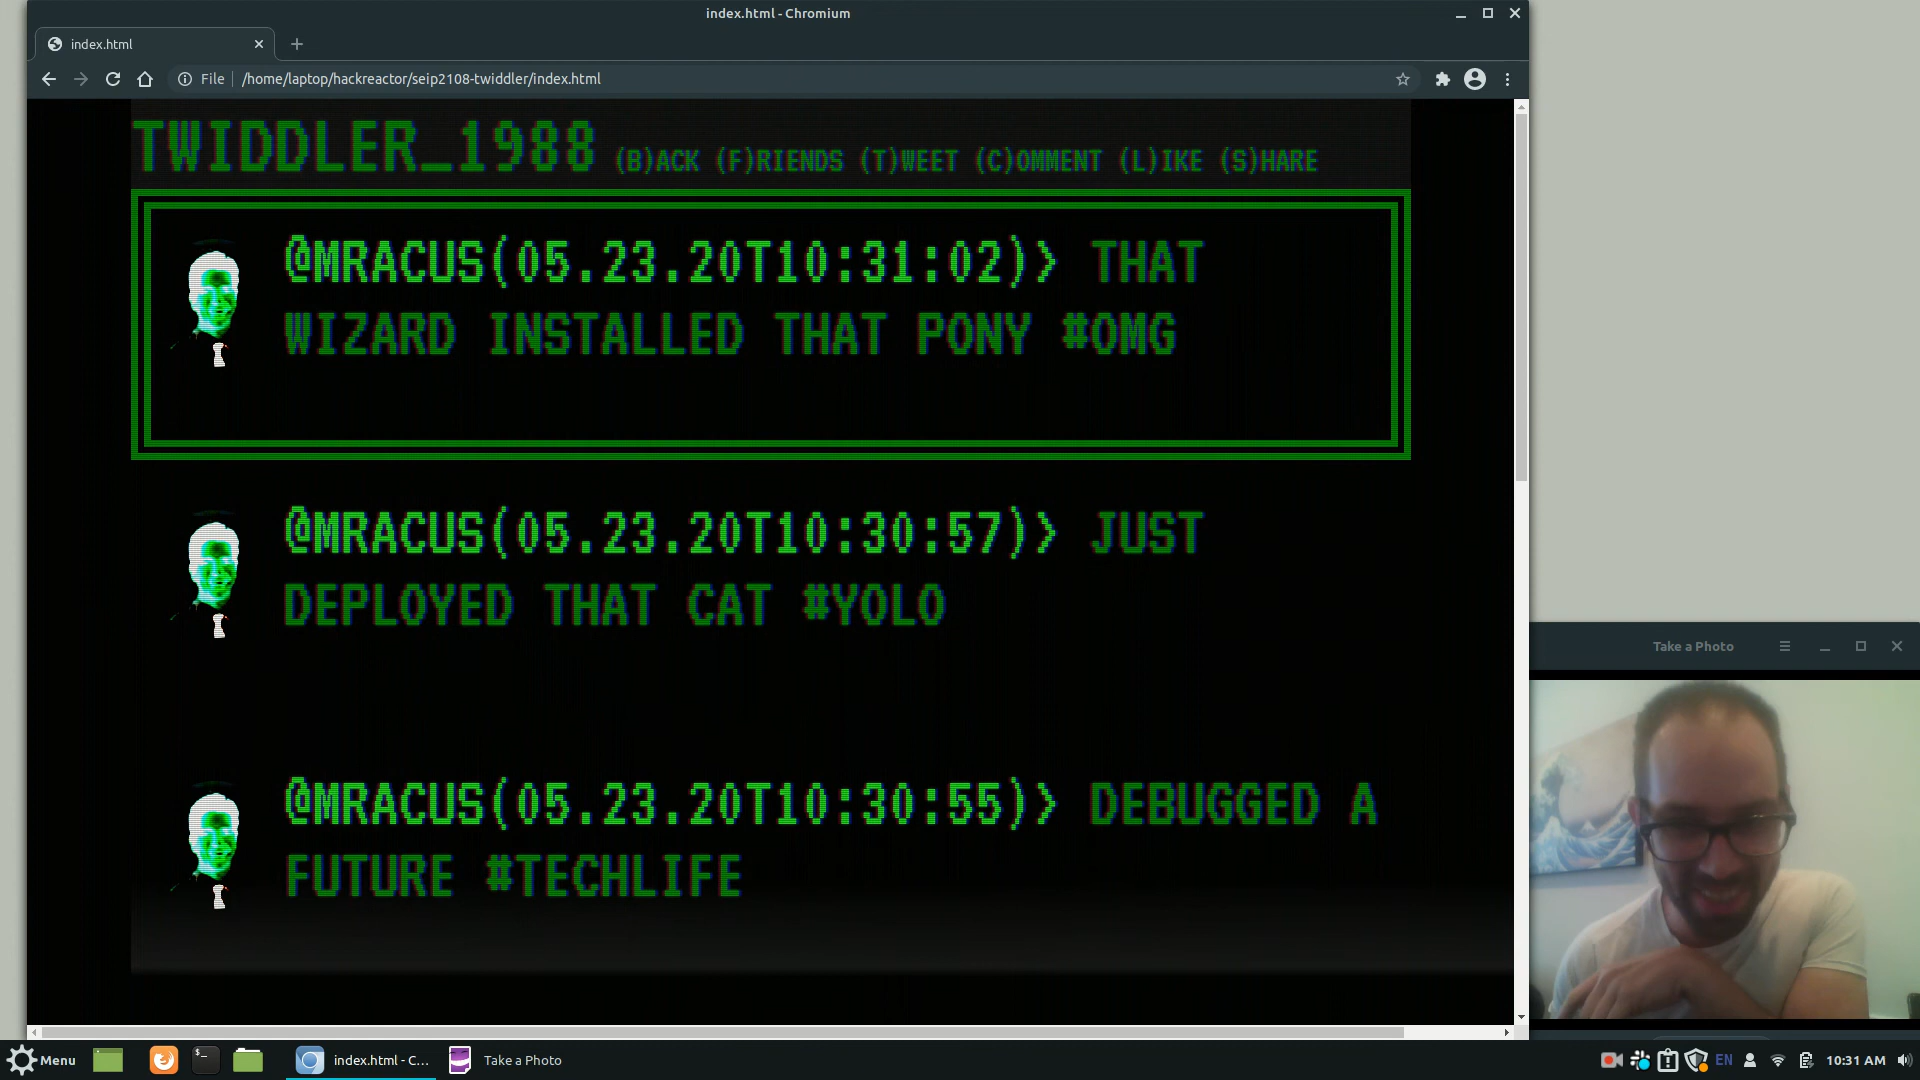 index.html - Chromium
index.html
File
/home/laptop/hackreactor/seip2108-twiddler/index.html
TWIDDLER_1988 (B)ACK (F)RIENDS (T)WEET (C)OMMENT (L)IKE (S)HARE
@MRACUS(05.23.20T10:31:02)> THAT
WIZARD INSTALLED THAT PONY #OMG
@MRACUS(05.23.20T10:30:57)> JUST
DEPLOYED THAT CAT #YOLO
@MRACUS(05.23.20T10:30:55)> DEBUGGED A
FUTURE #TECHLIFE
Take a Photo
Menu
index.html - C...
Take a Photo
EN
10:31 AM